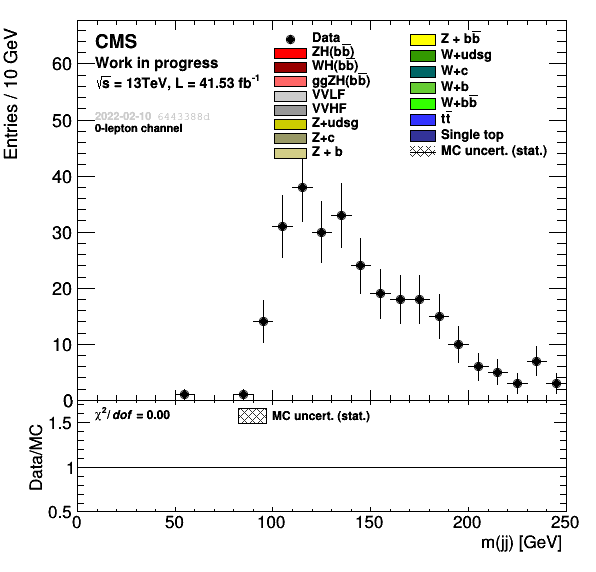 CMS
Work in progress
√s = 13TeV, L = 41.53 fb⁻¹
2022-02-10 6443388d
0-lepton channel
Data
ZH(bb̅)
WH(bb̅)
ggZH(bb̅)
VVLF
VVHF
Z+udsg
Z+c
Z + b
Z + bb̅
W+udsg
W+c
W+b
W+bb̅
tt̅
Single top
MC uncert. (stat.)
Entries / 10 GeV
60
50
40
30
20
10
0
χ²/dof = 0.00
MC uncert. (stat.)
Data/MC
1.5
1
0.5
0 50 100 150 200 250
m(jj) [GeV]